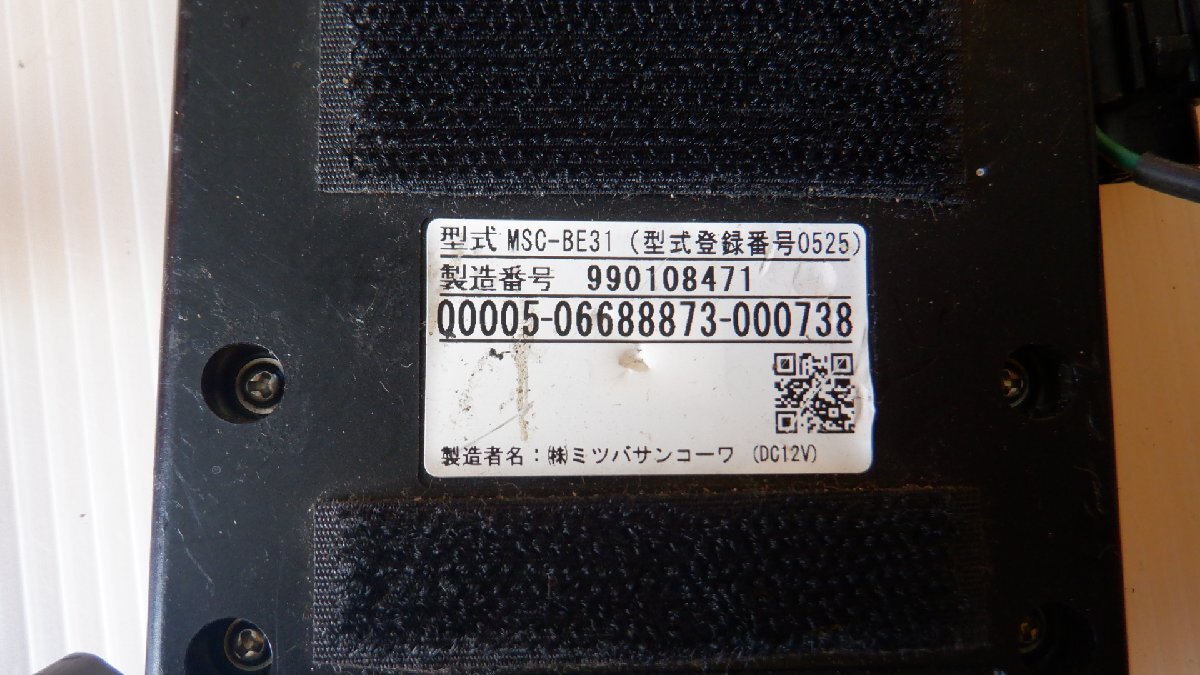 型式 MSC-BE31 (型式登録番号0525)
製造番号 990108471
00005-06688873-000738
製造者名:㈱ミツバサンコーワ (DC12V)